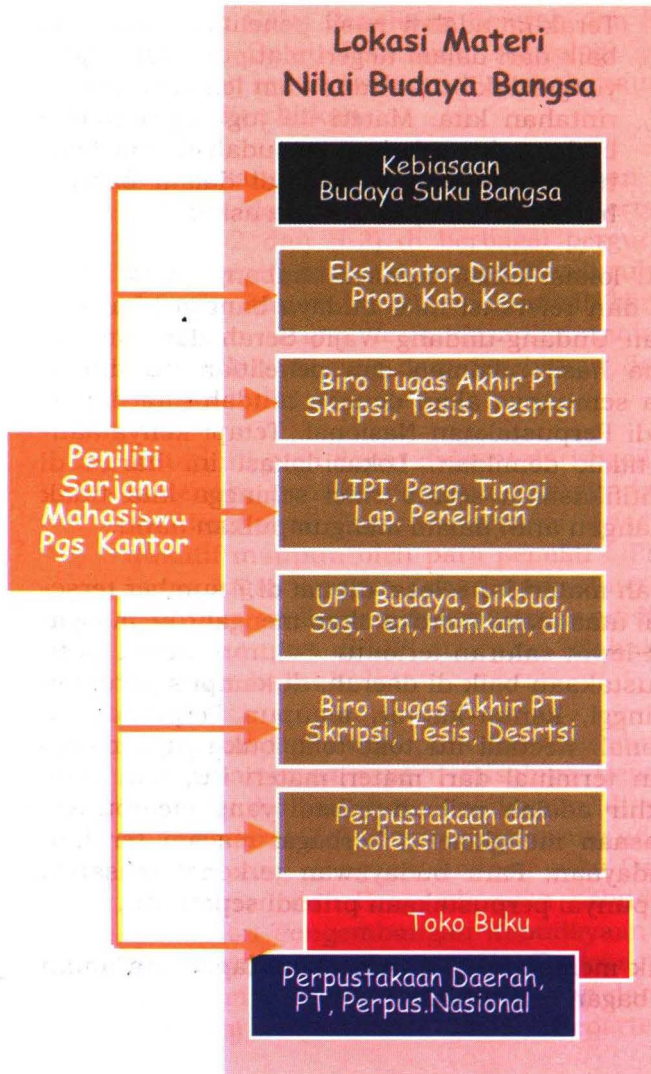 Lokasi Materi
Nilai Budaya Bangsa
Kebiasaan
Budaya Suku Bangsa
Eks Kantor Dikbud
Prop, Kab, Kec.
Biro Tugas Akhir PT
Skripsi, Tesis, Desrtsi
Peniliti
Sarjana
Mahasiswa
Pgs Kantor
LIPI, Perg. Tinggi
Lap. Penelitian
UPT Budaya, Dikbud,
Sos, Pen, Hamkam, dll
Biro Tugas Akhir PT
Skripsi, Tesis, Desrtsi
Perpustakaan dan
Koleksi Pribadi
Toko Buku
Perpustakaan Daerah,
PT, Perpus.Nasional